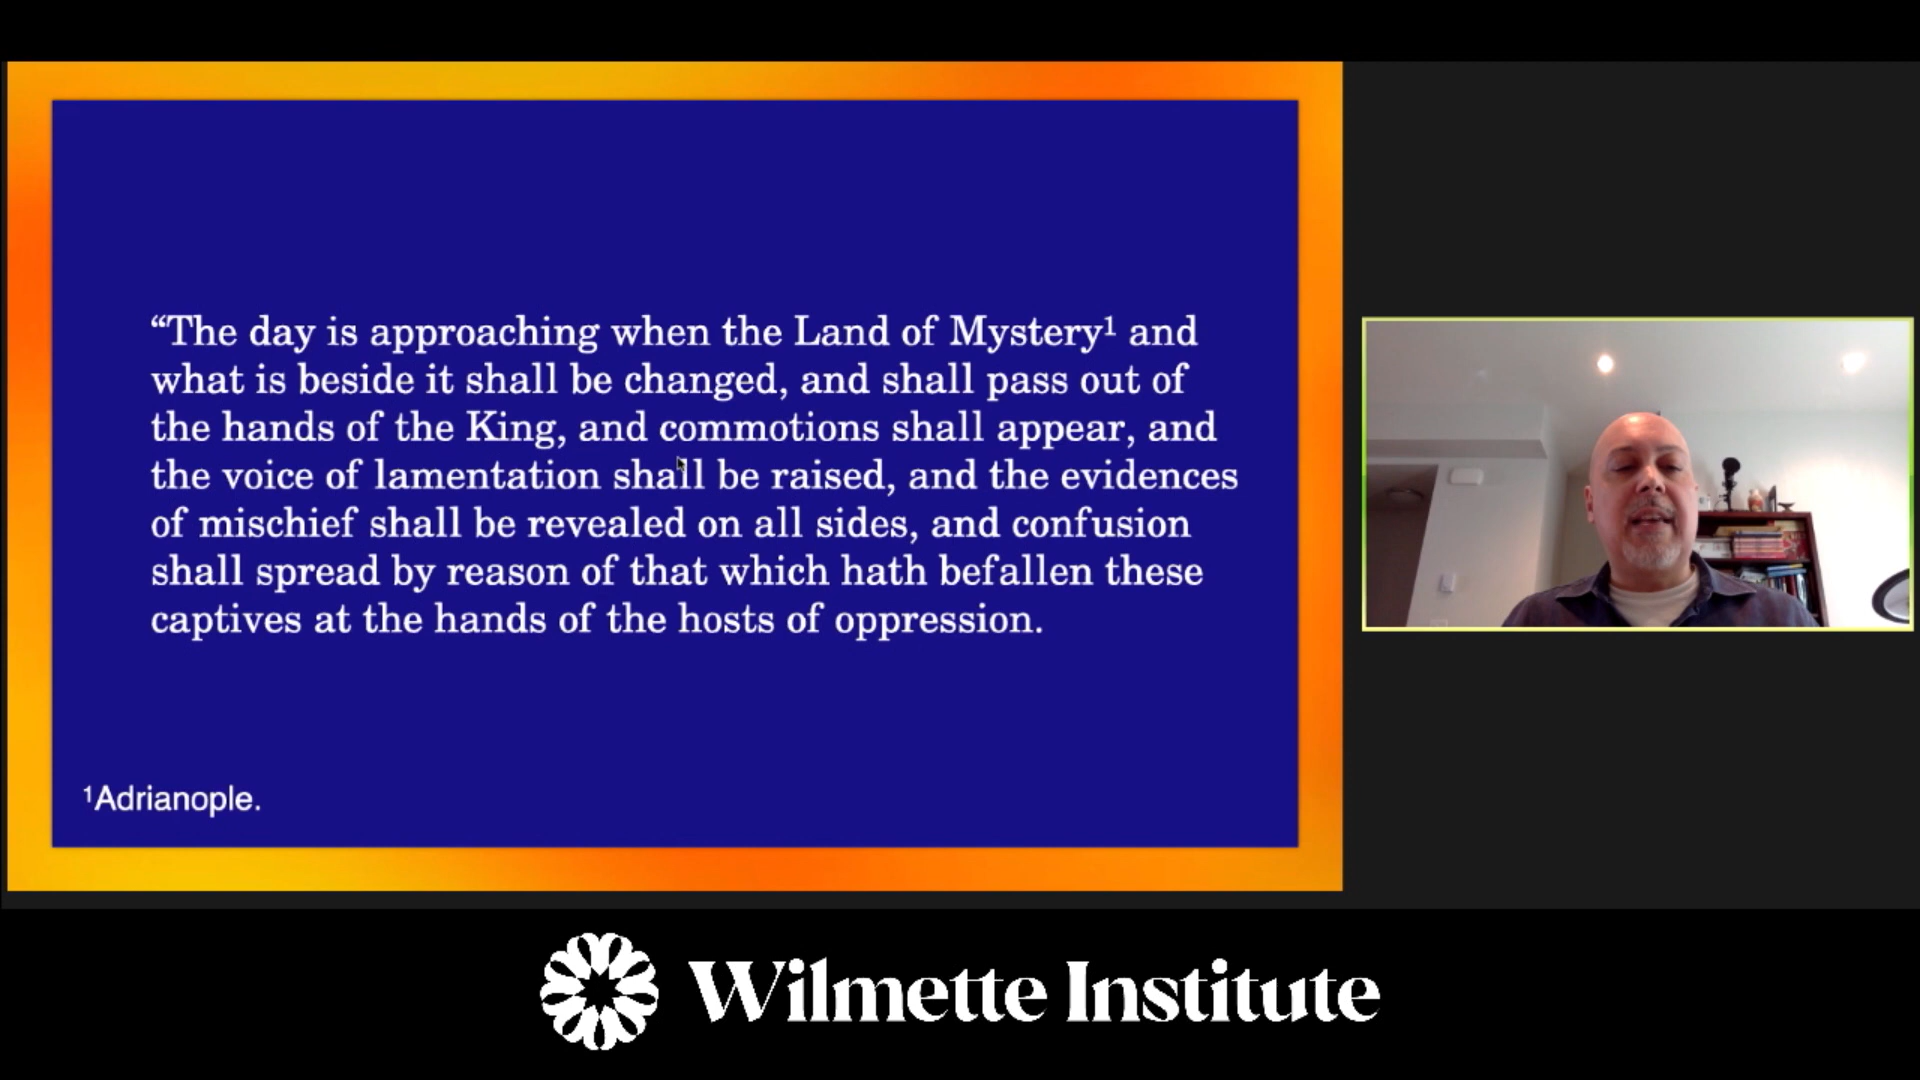 “The day is approaching when the Land of Mystery¹ and
what is beside it shall be changed, and shall pass out of
the hands of the King, and commotions shall appear, and
the voice of lamentation shall be raised, and the evidences
of mischief shall be revealed on all sides, and confusion
shall spread by reason of that which hath befallen these
captives at the hands of the hosts of oppression.
¹Adrianople.
Wilmette Institute